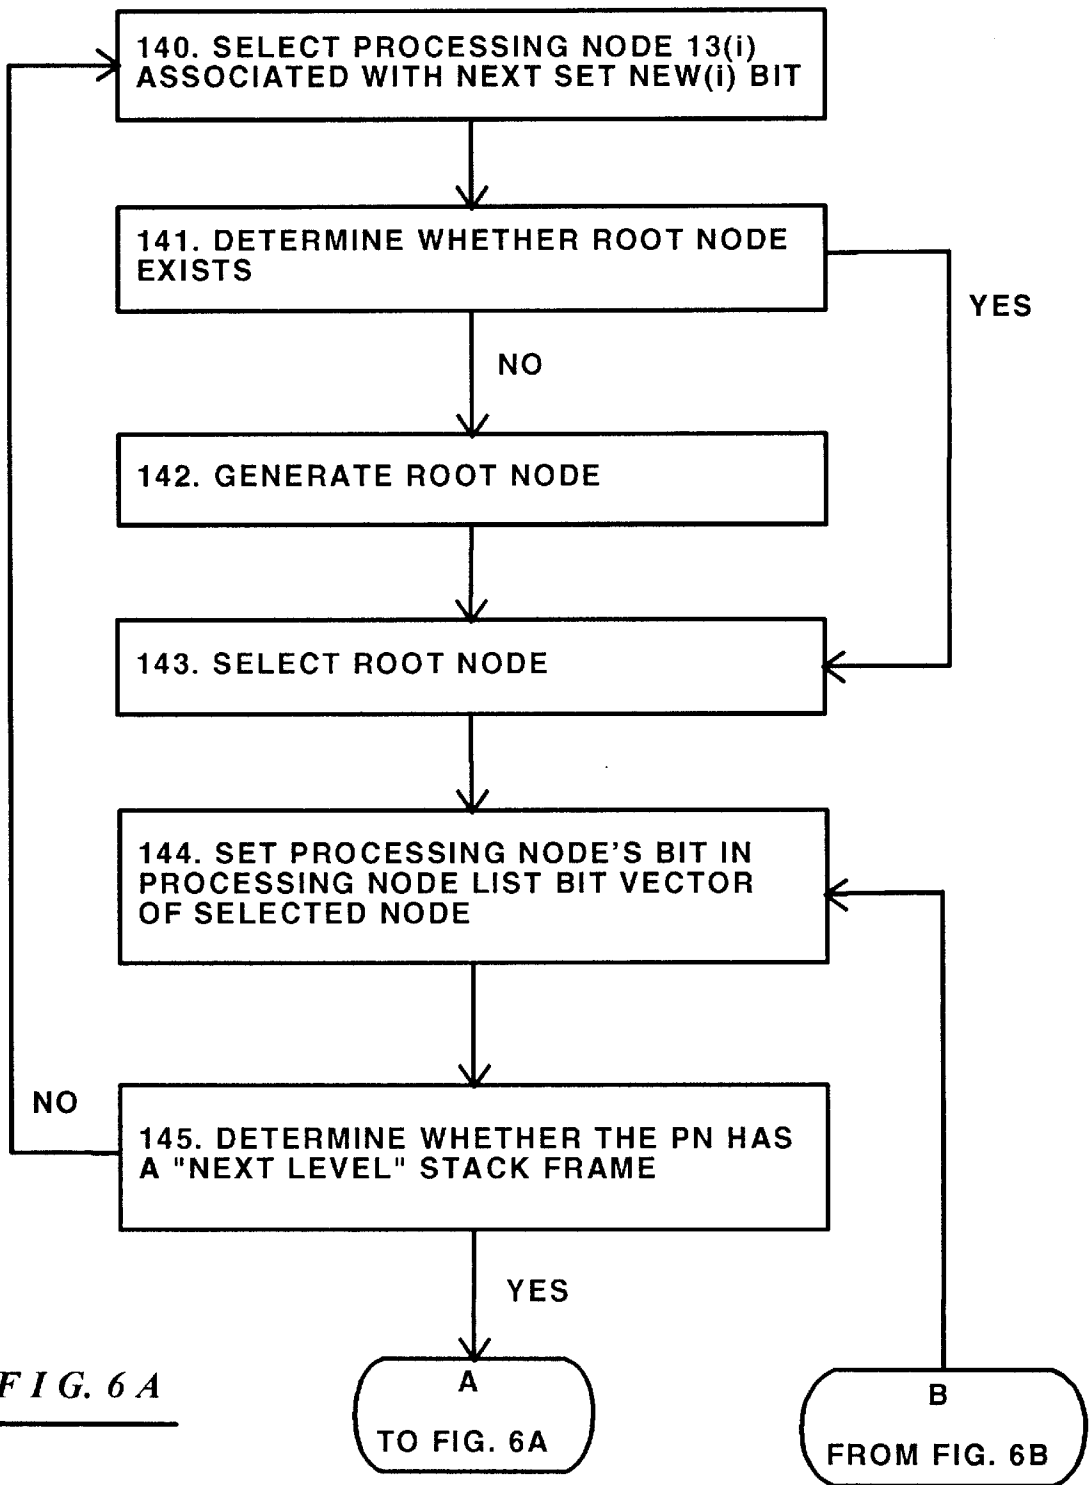 140. SELECT PROCESSING NODE 13(i)
ASSOCIATED WITH NEXT SET NEW(i) BIT
141. DETERMINE WHETHER ROOT NODE
EXISTS
YES
NO
142. GENERATE ROOT NODE
143. SELECT ROOT NODE
144. SET PROCESSING NODE'S BIT IN
PROCESSING NODE LIST BIT VECTOR
OF SELECTED NODE
NO
145. DETERMINE WHETHER THE PN HAS
A "NEXT LEVEL" STACK FRAME
YES
A
TO FIG. 6A
B
FROM FIG. 6B
FIG. 6A